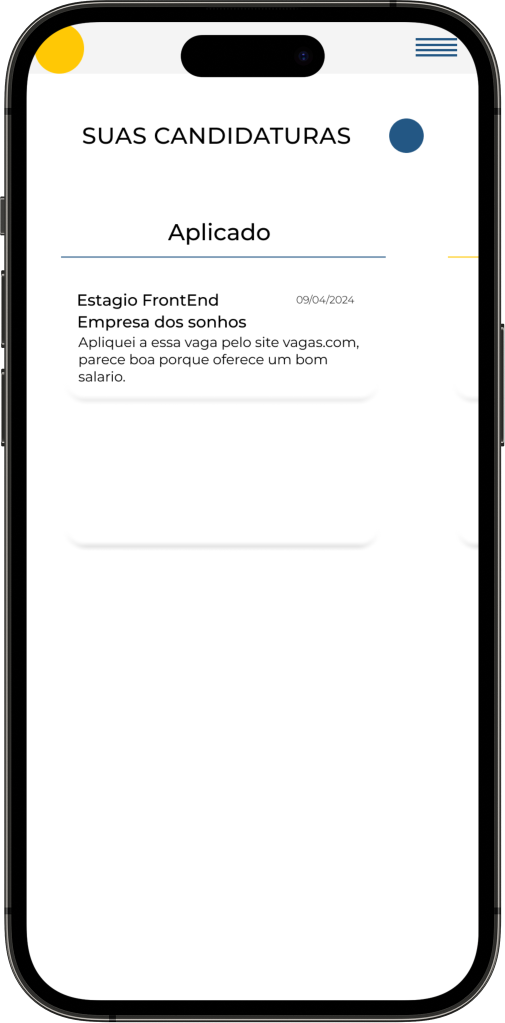 SUAS CANDIDATURAS
Aplicado
Estagio FrontEnd 09/04/2024
Empresa dos sonhos
Apliquei a essa vaga pelo site vagas.com,
parece boa porque oferece um bom
salario.